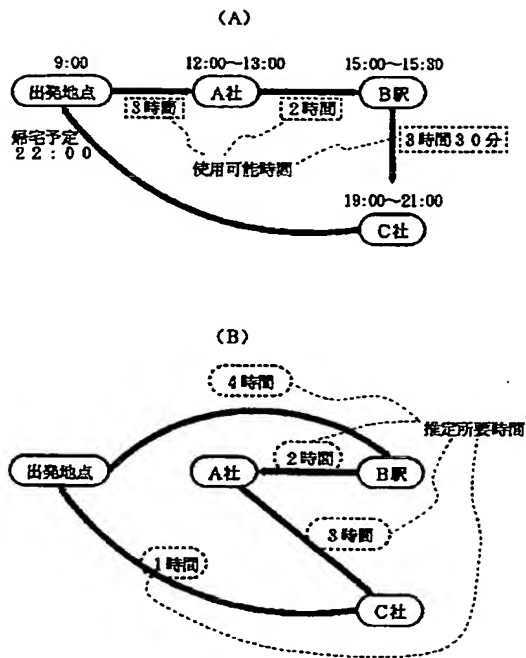 (A)
9:00
12:00～13:00
15:00～15:30
出発地点
A社
B駅
3時間
2時間
帰宅予定
22:00
使用可能時間
3時間30分
19:00～21:00
C社
(B)
4時間
推定所要時間
出発地点
A社
2時間
B駅
3時間
1時間
C社